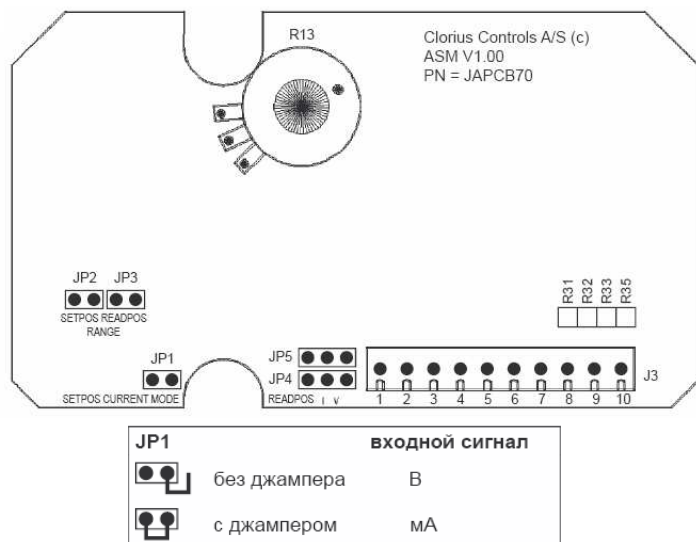 R13
Clorius Controls A/S (c)
ASM V1.00
PN = JAPCB70
JP2 JP3
SETPOS READPOS
RANGE
R31 R32 R33 R35
JP1
SETPOS CURRENT MODE
JP5
JP4
READPOS I V
J3
1 2 3 4 5 6 7 8 9 10
JP1 входной сигнал
без джампера В
с джампером мА